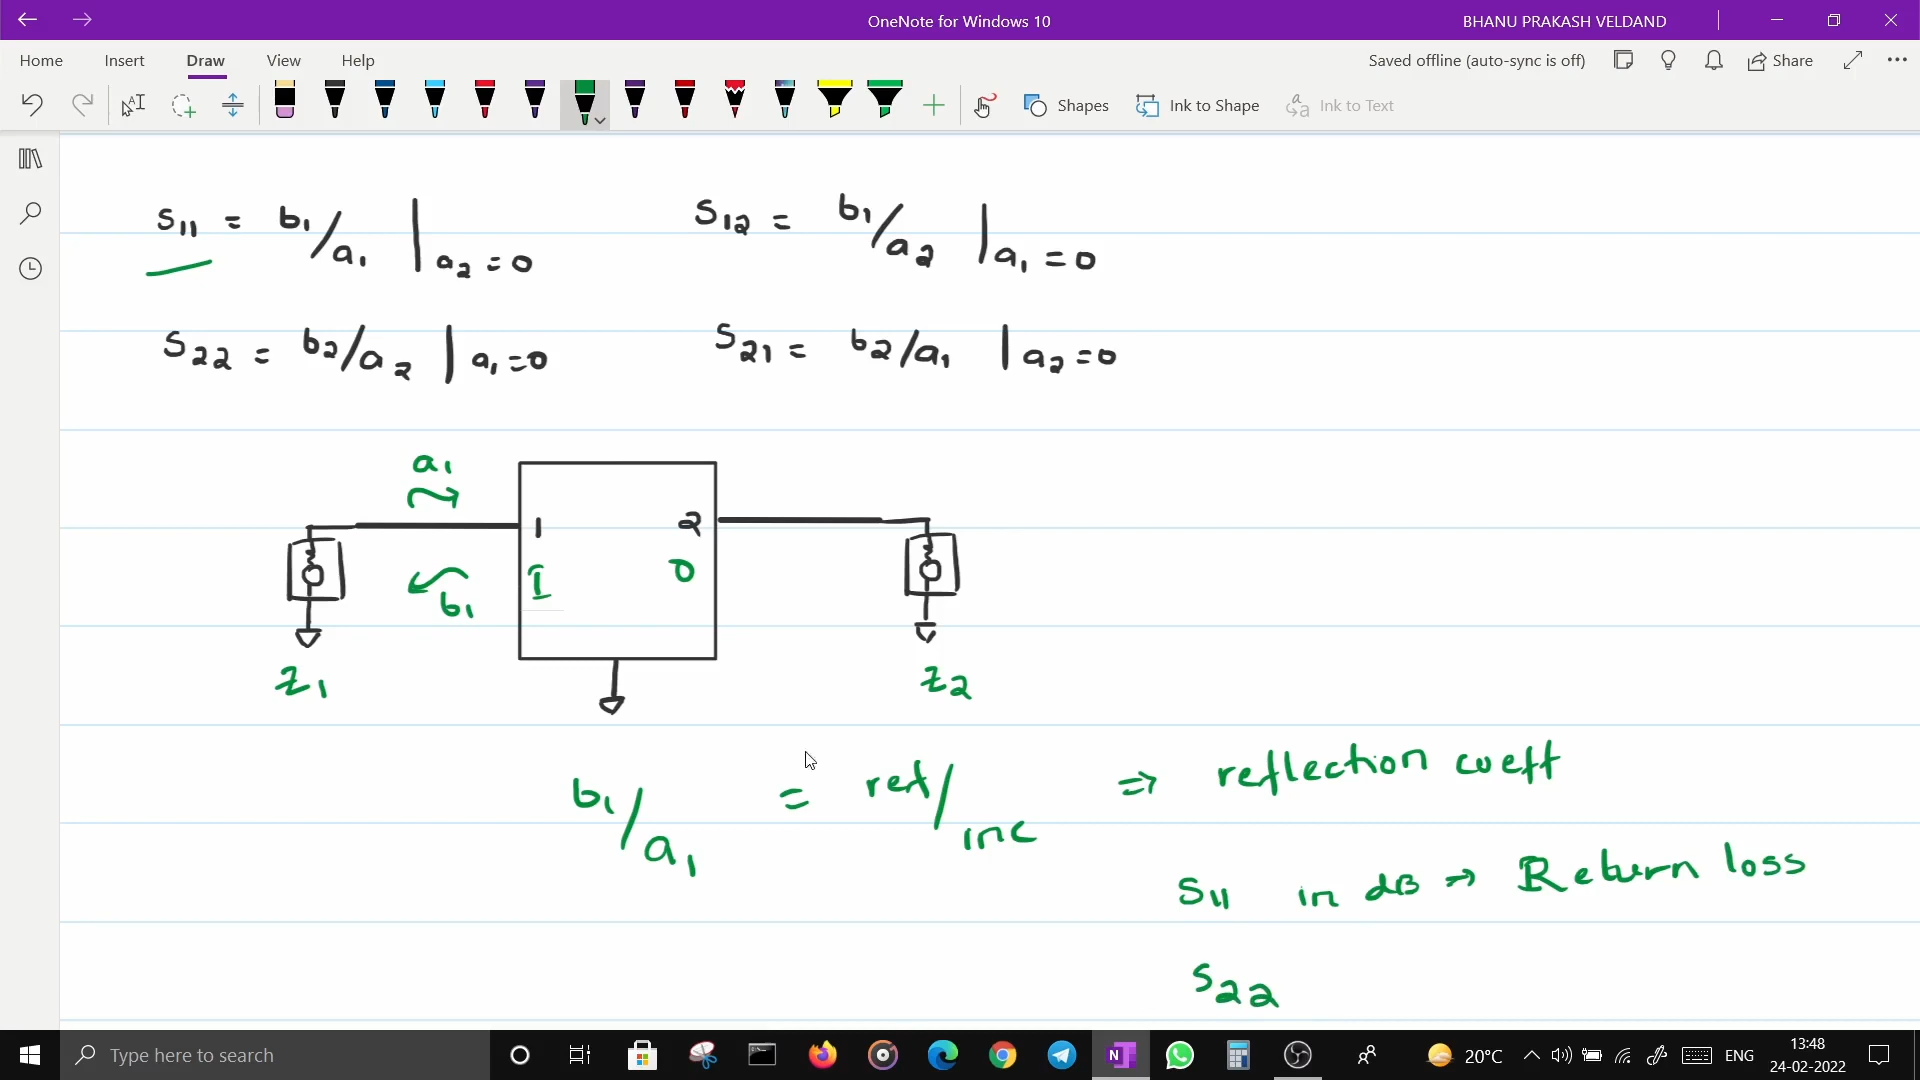 OneNote for Windows 10
BHANU PRAKASH VELDAND
Home Insert Draw View Help
Saved offline (auto-sync is off) Share
Shapes Ink to Shape Ink to Text
S11 = b1/a1 | a2 = 0 S12 = b1/a2 | a1 = 0
S22 = b2/a2 | a1 = 0 S21 = b2/a1 | a2 = 0
a1
1 2
b1 I O
Z1 Z2
b1/a1 = ref/inc ⇒ reflection coeff
S11 in dB → Return loss
S22
Type here to search
20°C ENG
13:48
24-02-2022